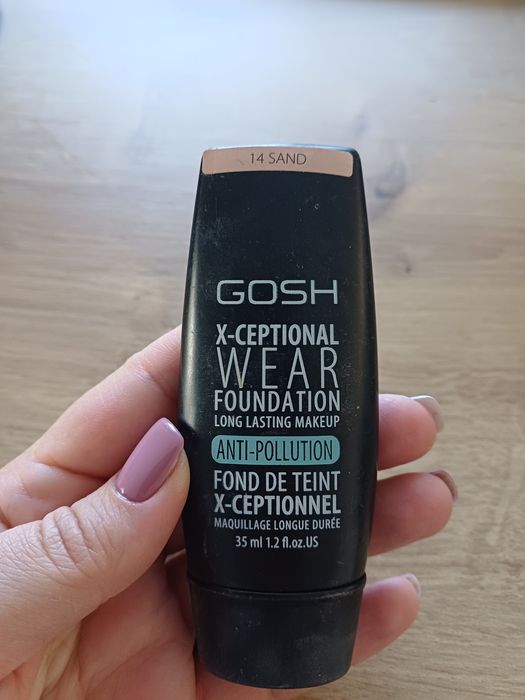 14 SAND
GOSH
X-CEPTIONAL
WEAR
FOUNDATION
LONG LASTING MAKEUP
ANTI-POLLUTION
FOND DE TEINT
X-CEPTIONNEL
MAQUILLAGE LONGUE DURÉE
35 ml 1.2 fl.oz.US